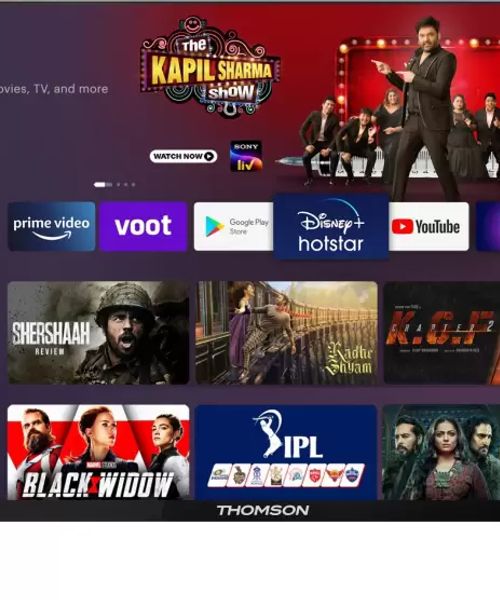 The
KAPIL SHARMA
Show
ovies, TV, and more
WATCH NOW
SONY
liv
prime video
voot
Google Play
Store
Disney+
hotstar
YouTube
SHERSHAAH
REVIEW
Radhe
Shyam
K.G.F
CHAPTER 2
MARVEL STUDIOS
BLACK WIDOW
IPL
THOMSON